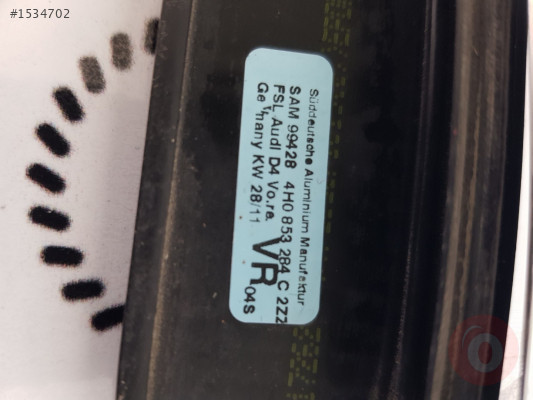 #1534702
Süddeutsche Aluminium Manufaktur
SAM 99428 4H0 853 284 C 2ZZ
FSL Audi D4 Vo.re.
Germany KW 28/11
VR
04S